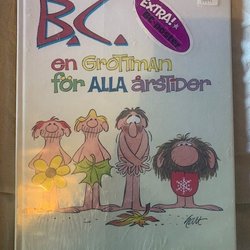 B.C.
EXTRA!
en GROTTMAN
för ALLA årstider
HART